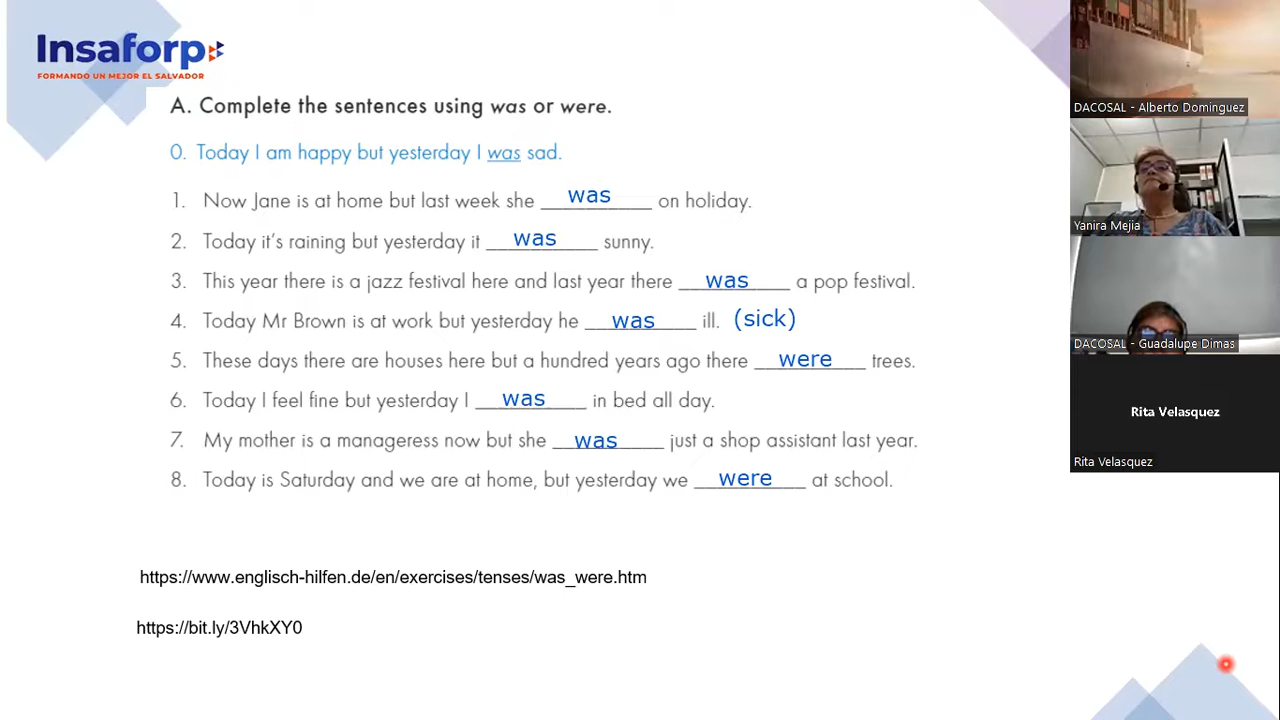 Insaforp
FORMANDO UN MEJOR EL SALVADOR
A. Complete the sentences using was or were.
0. Today I am happy but yesterday I was sad.
1. Now Jane is at home but last week she was on holiday.
2. Today it's raining but yesterday it was sunny.
3. This year there is a jazz festival here and last year there was a pop festival.
4. Today Mr Brown is at work but yesterday he was ill. (sick)
5. These days there are houses here but a hundred years ago there were trees.
6. Today I feel fine but yesterday I was in bed all day.
7. My mother is a manageress now but she was just a shop assistant last year.
8. Today is Saturday and we are at home, but yesterday we were at school.
https://www.englisch-hilfen.de/en/exercises/tenses/was_were.htm
https://bit.ly/3VhkXY0
DACOSAL - Alberto Domínguez
Yanira Mejia
DACOSAL - Guadalupe Dimas
Rita Velasquez
Rita Velasquez